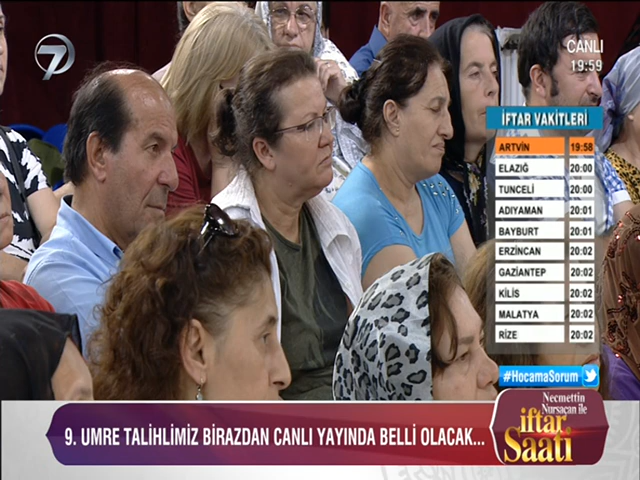 7
CANLI
19:59
İFTAR VAKİTLERİ
ARTVİN 19:58
ELAZIĞ 20:00
TUNCELİ 20:00
ADIYAMAN 20:01
BAYBURT 20:01
ERZİNCAN 20:02
GAZİANTEP 20:02
KİLİS 20:02
MALATYA 20:02
RİZE 20:02
#HocamaSorum
Necmettin
Nursaçan ile
iftar
Saati
9. UMRE TALİHLİMİZ BİRAZDAN CANLI YAYINDA BELLİ OLACAK...